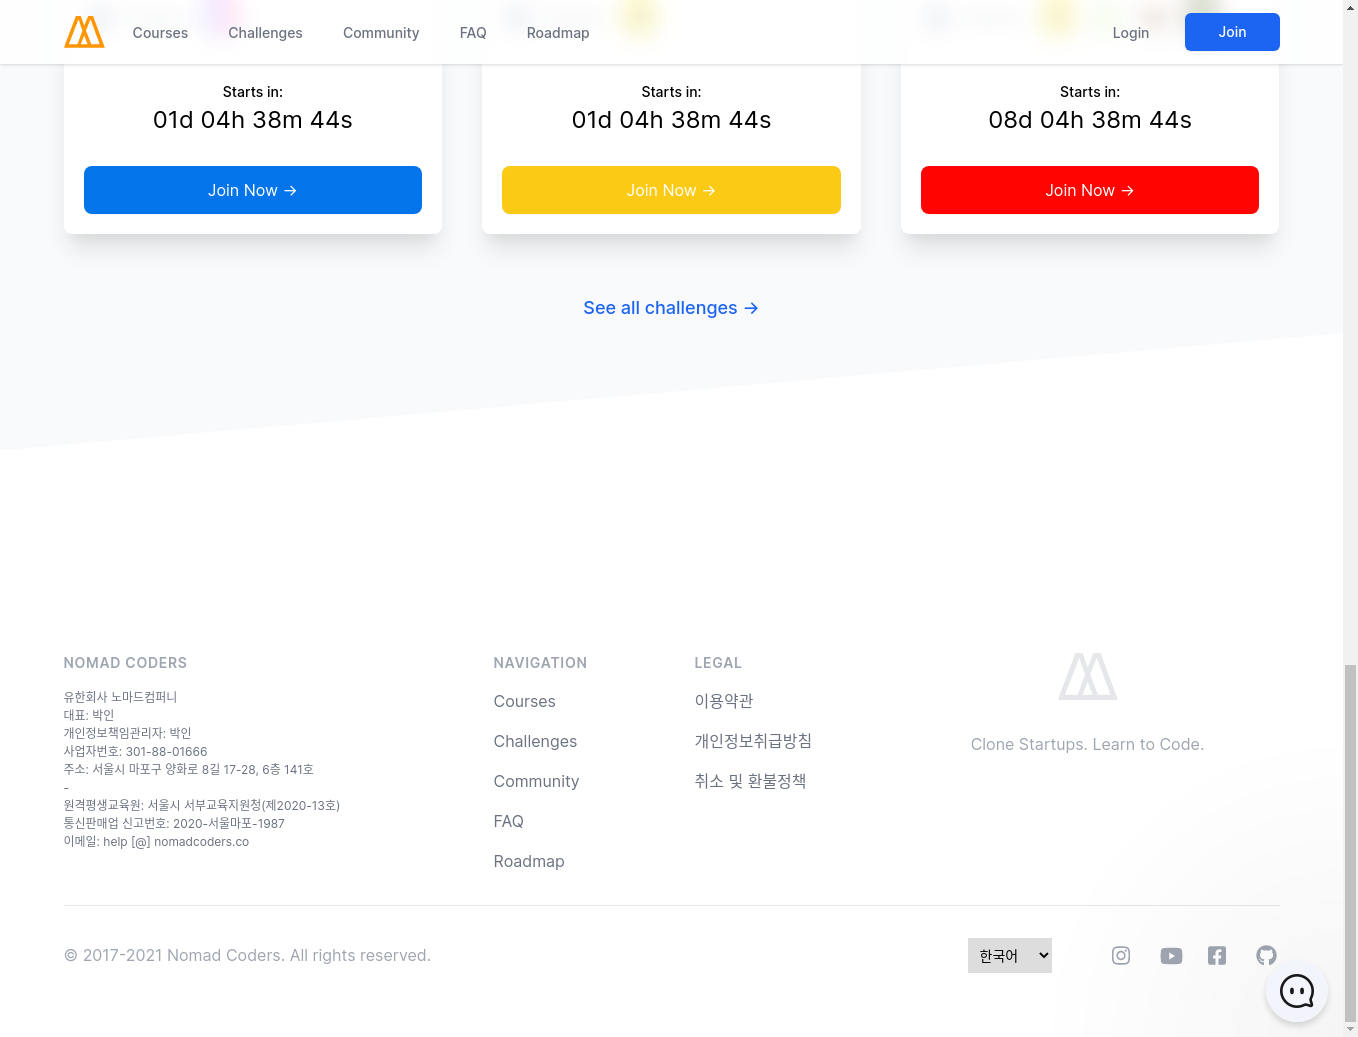 Courses Challenges Community FAQ Roadmap Login Join
Starts in: Starts in: Starts in:
01d 04h 38m 44s 01d 04h 38m 44s 08d 04h 38m 44s
Join Now → Join Now → Join Now →
See all challenges →
NOMAD CODERS
유한회사 노마드컴퍼니
대표: 박인
개인정보책임관리자: 박인
사업자번호: 301-88-01666
주소: 서울시 마포구 양화로 8길 17-28, 6층 141호
-
원격평생교육원: 서울시 서부교육지원청(제2020-13호)
통신판매업 신고번호: 2020-서울마포-1987
이메일: help [@] nomadcoders.co
NAVIGATION
Courses
Challenges
Community
FAQ
Roadmap
LEGAL
이용약관
개인정보취급방침
취소 및 환불정책
Clone Startups. Learn to Code.
© 2017-2021 Nomad Coders. All rights reserved.
한국어